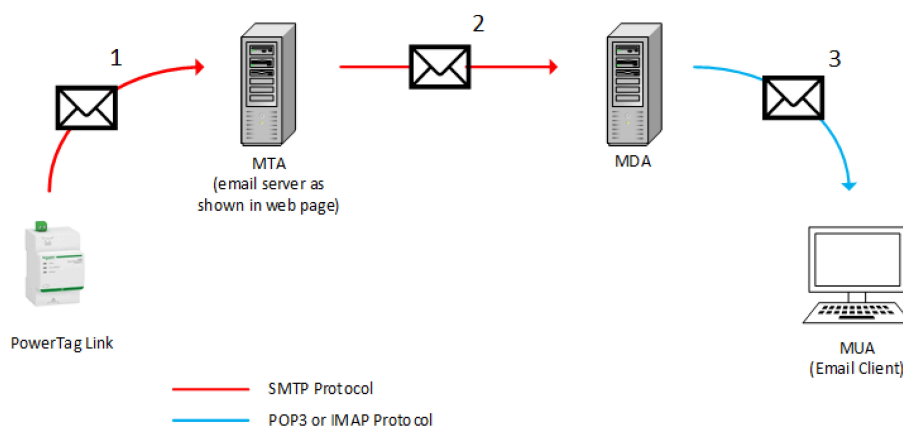 1
2
3
MTA
(email server as
shown in web page)
MDA
PowerTag Link
MUA
(Email Client)
SMTP Protocol
POP3 or IMAP Protocol